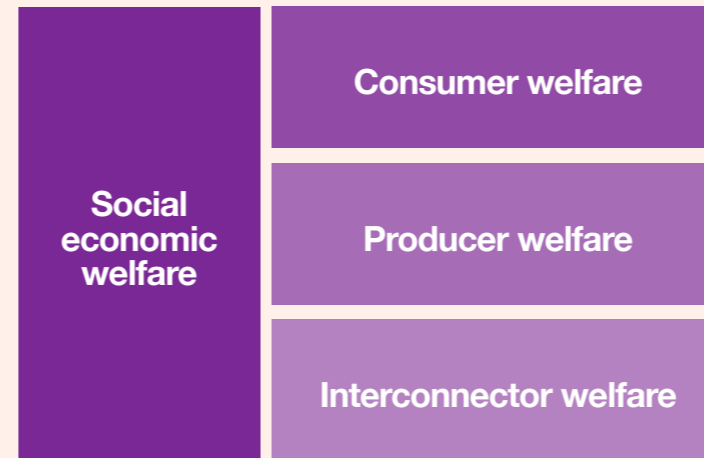 Social
economic
welfare
Consumer welfare
Producer welfare
Interconnector welfare